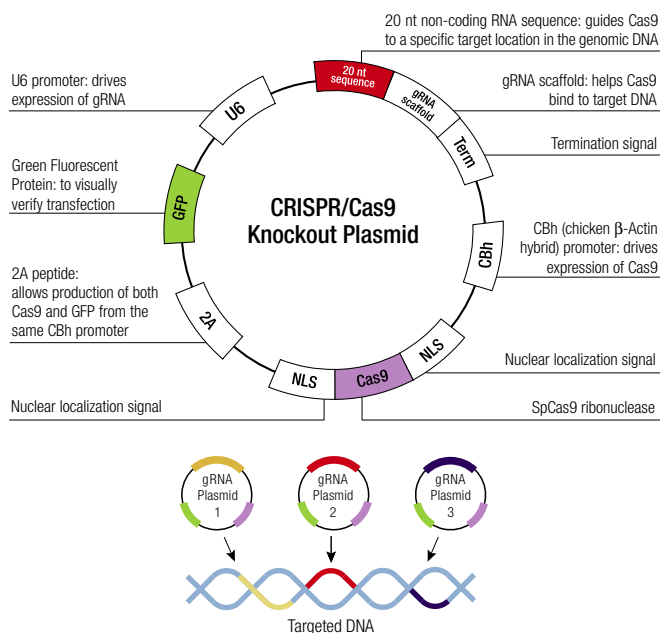 20 nt non-coding RNA sequence: guides Cas9
to a specific target location in the genomic DNA
U6 promoter: drives
expression of gRNA
20 nt
sequence
gRNA
scaffold
gRNA scaffold: helps Cas9
bind to target DNA
U6
Term
Termination signal
Green Fluorescent
Protein: to visually
verify transfection
GFP
CRISPR/Cas9
Knockout Plasmid
CBh
CBh (chicken β-Actin
hybrid) promoter: drives
expression of Cas9
2A peptide:
allows production of both
Cas9 and GFP from the
same CBh promoter
2A
NLS
Cas9
NLS
Nuclear localization signal
Nuclear localization signal
SpCas9 ribonuclease
gRNA
Plasmid
1
gRNA
Plasmid
2
gRNA
Plasmid
3
Targeted DNA